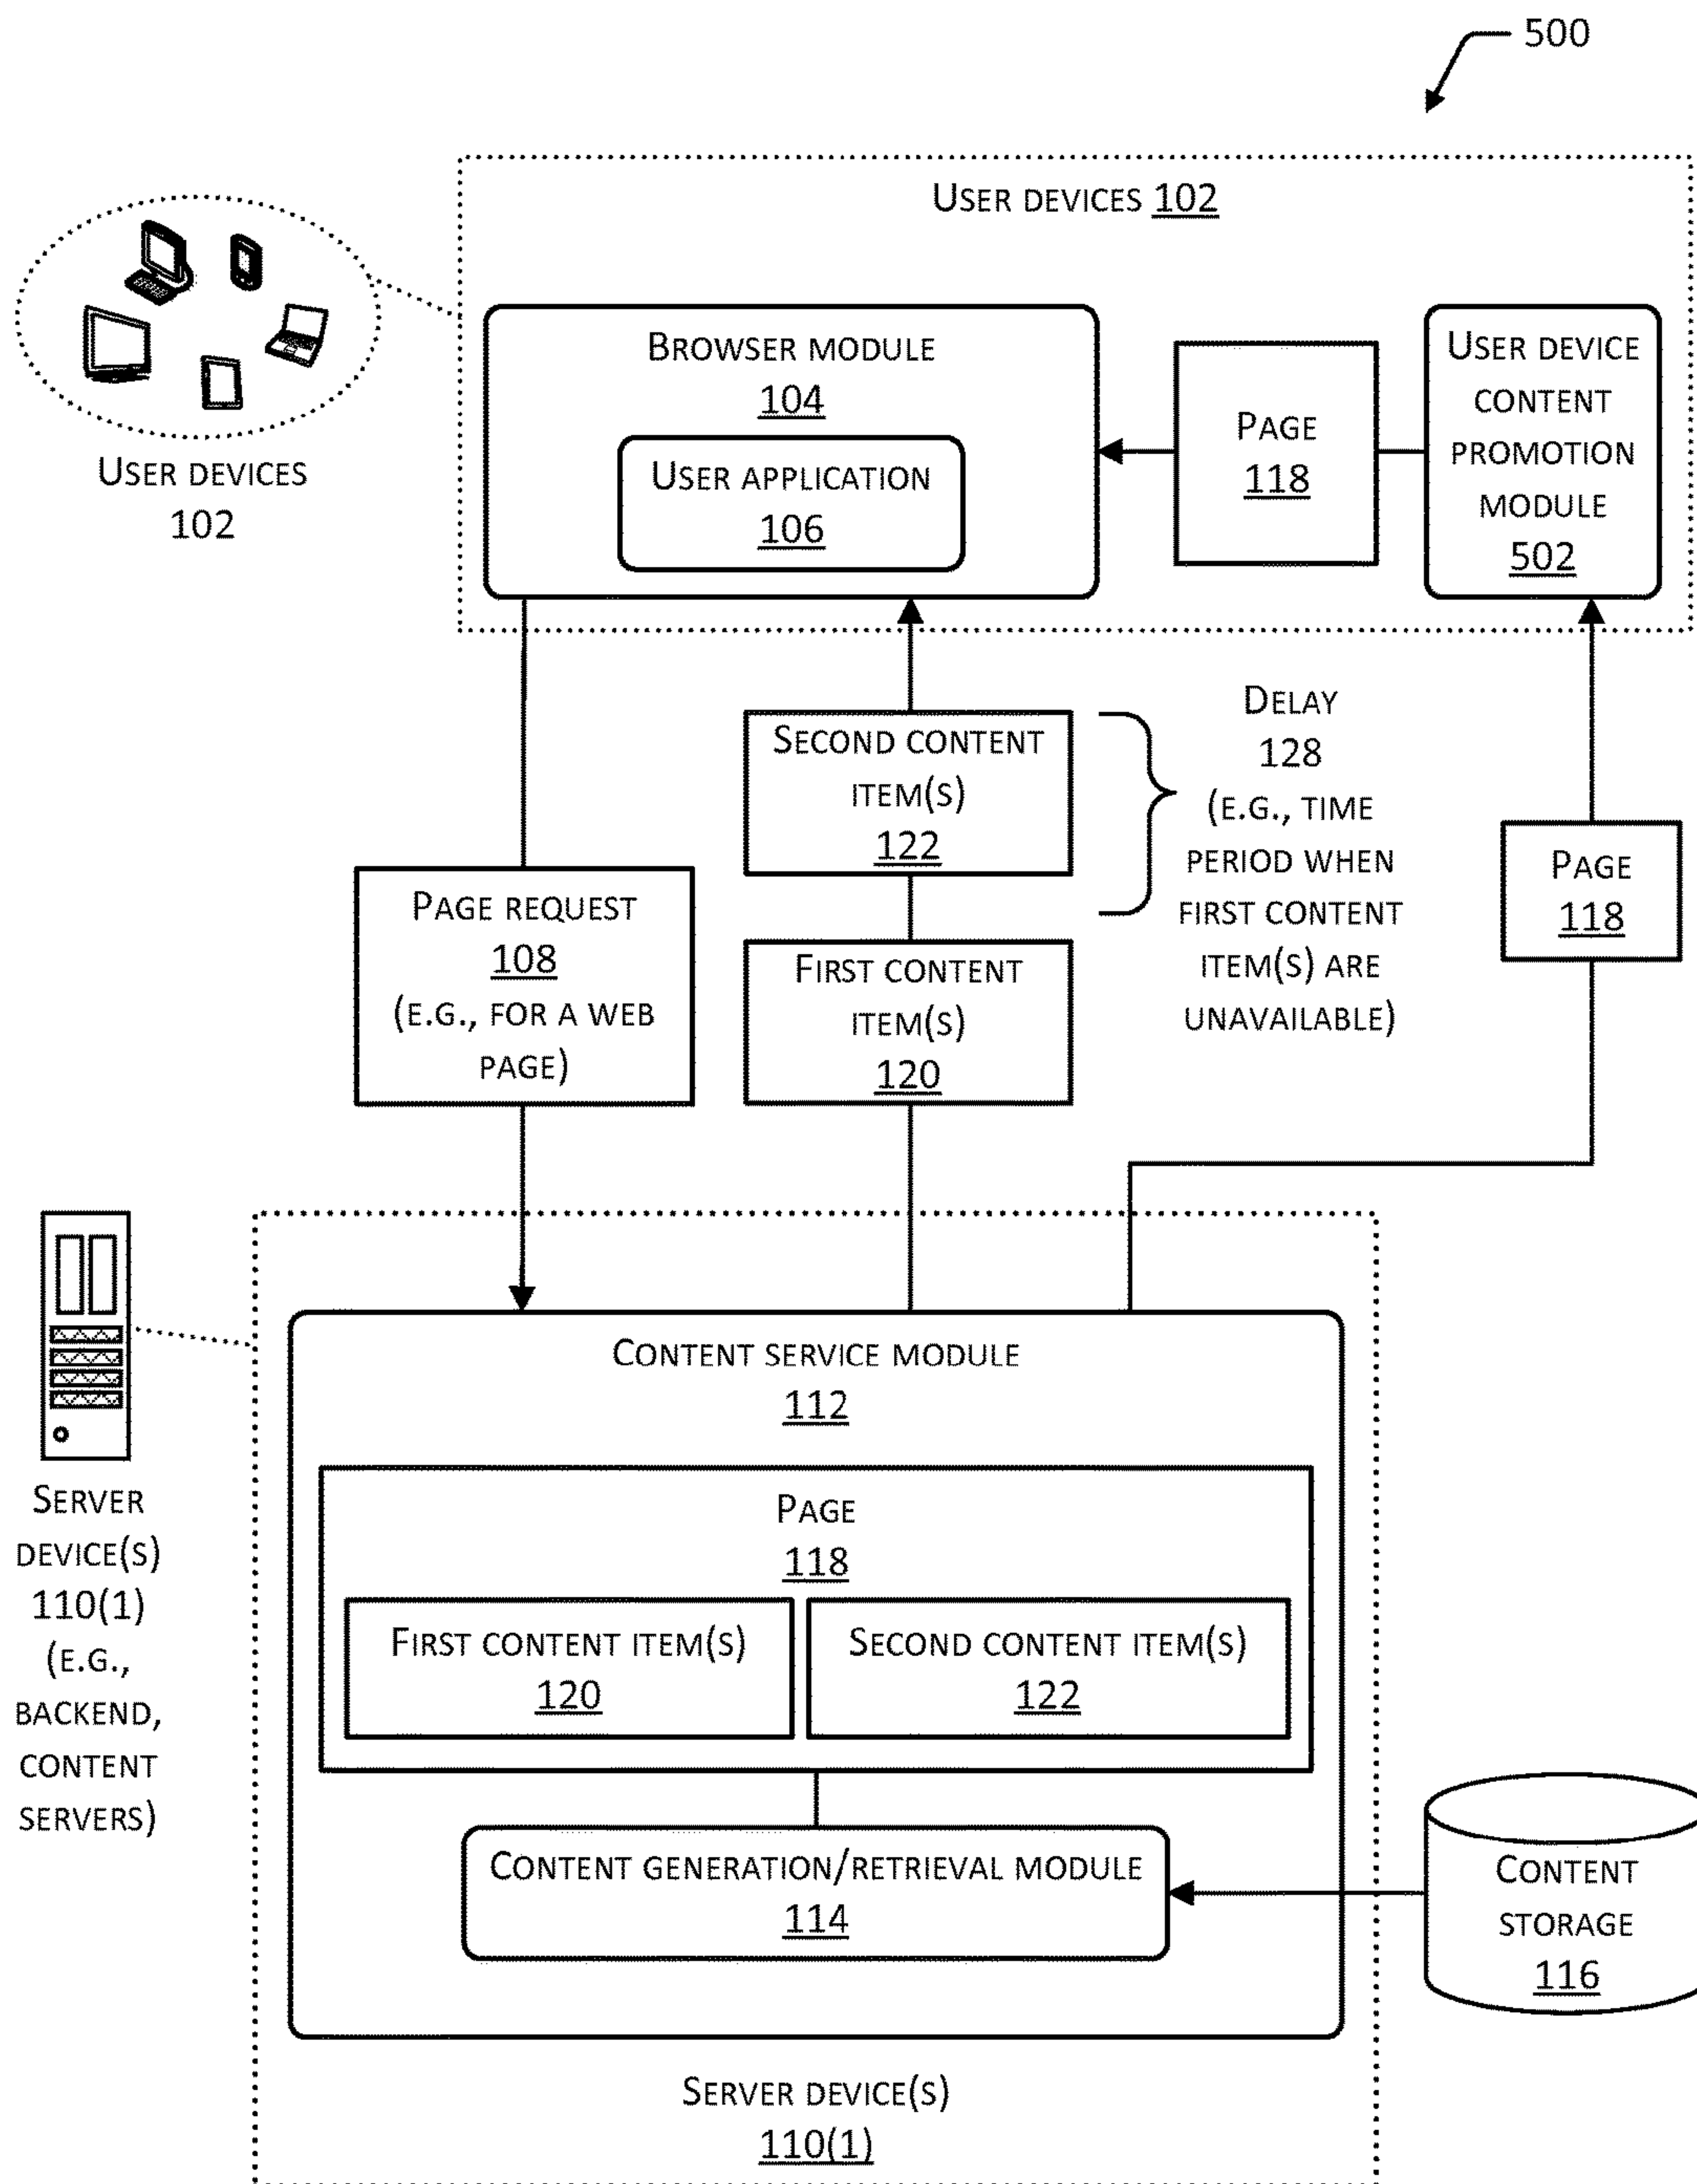 500
USER DEVICES 102
USER DEVICES
102
BROWSER MODULE
104
USER APPLICATION
106
PAGE
118
USER DEVICE
CONTENT
PROMOTION
MODULE
502
PAGE REQUEST
108
(E.G., FOR A WEB
PAGE)
SECOND CONTENT
ITEM(S)
122
FIRST CONTENT
ITEM(S)
120
DELAY
128
(E.G., TIME
PERIOD WHEN
FIRST CONTENT
ITEM(S) ARE
UNAVAILABLE)
PAGE
118
SERVER
DEVICE(S)
110(1)
(E.G.,
BACKEND,
CONTENT
SERVERS)
CONTENT SERVICE MODULE
112
PAGE
118
FIRST CONTENT ITEM(S)
120
SECOND CONTENT ITEM(S)
122
CONTENT GENERATION/RETRIEVAL MODULE
114
CONTENT
STORAGE
116
SERVER DEVICE(S)
110(1)